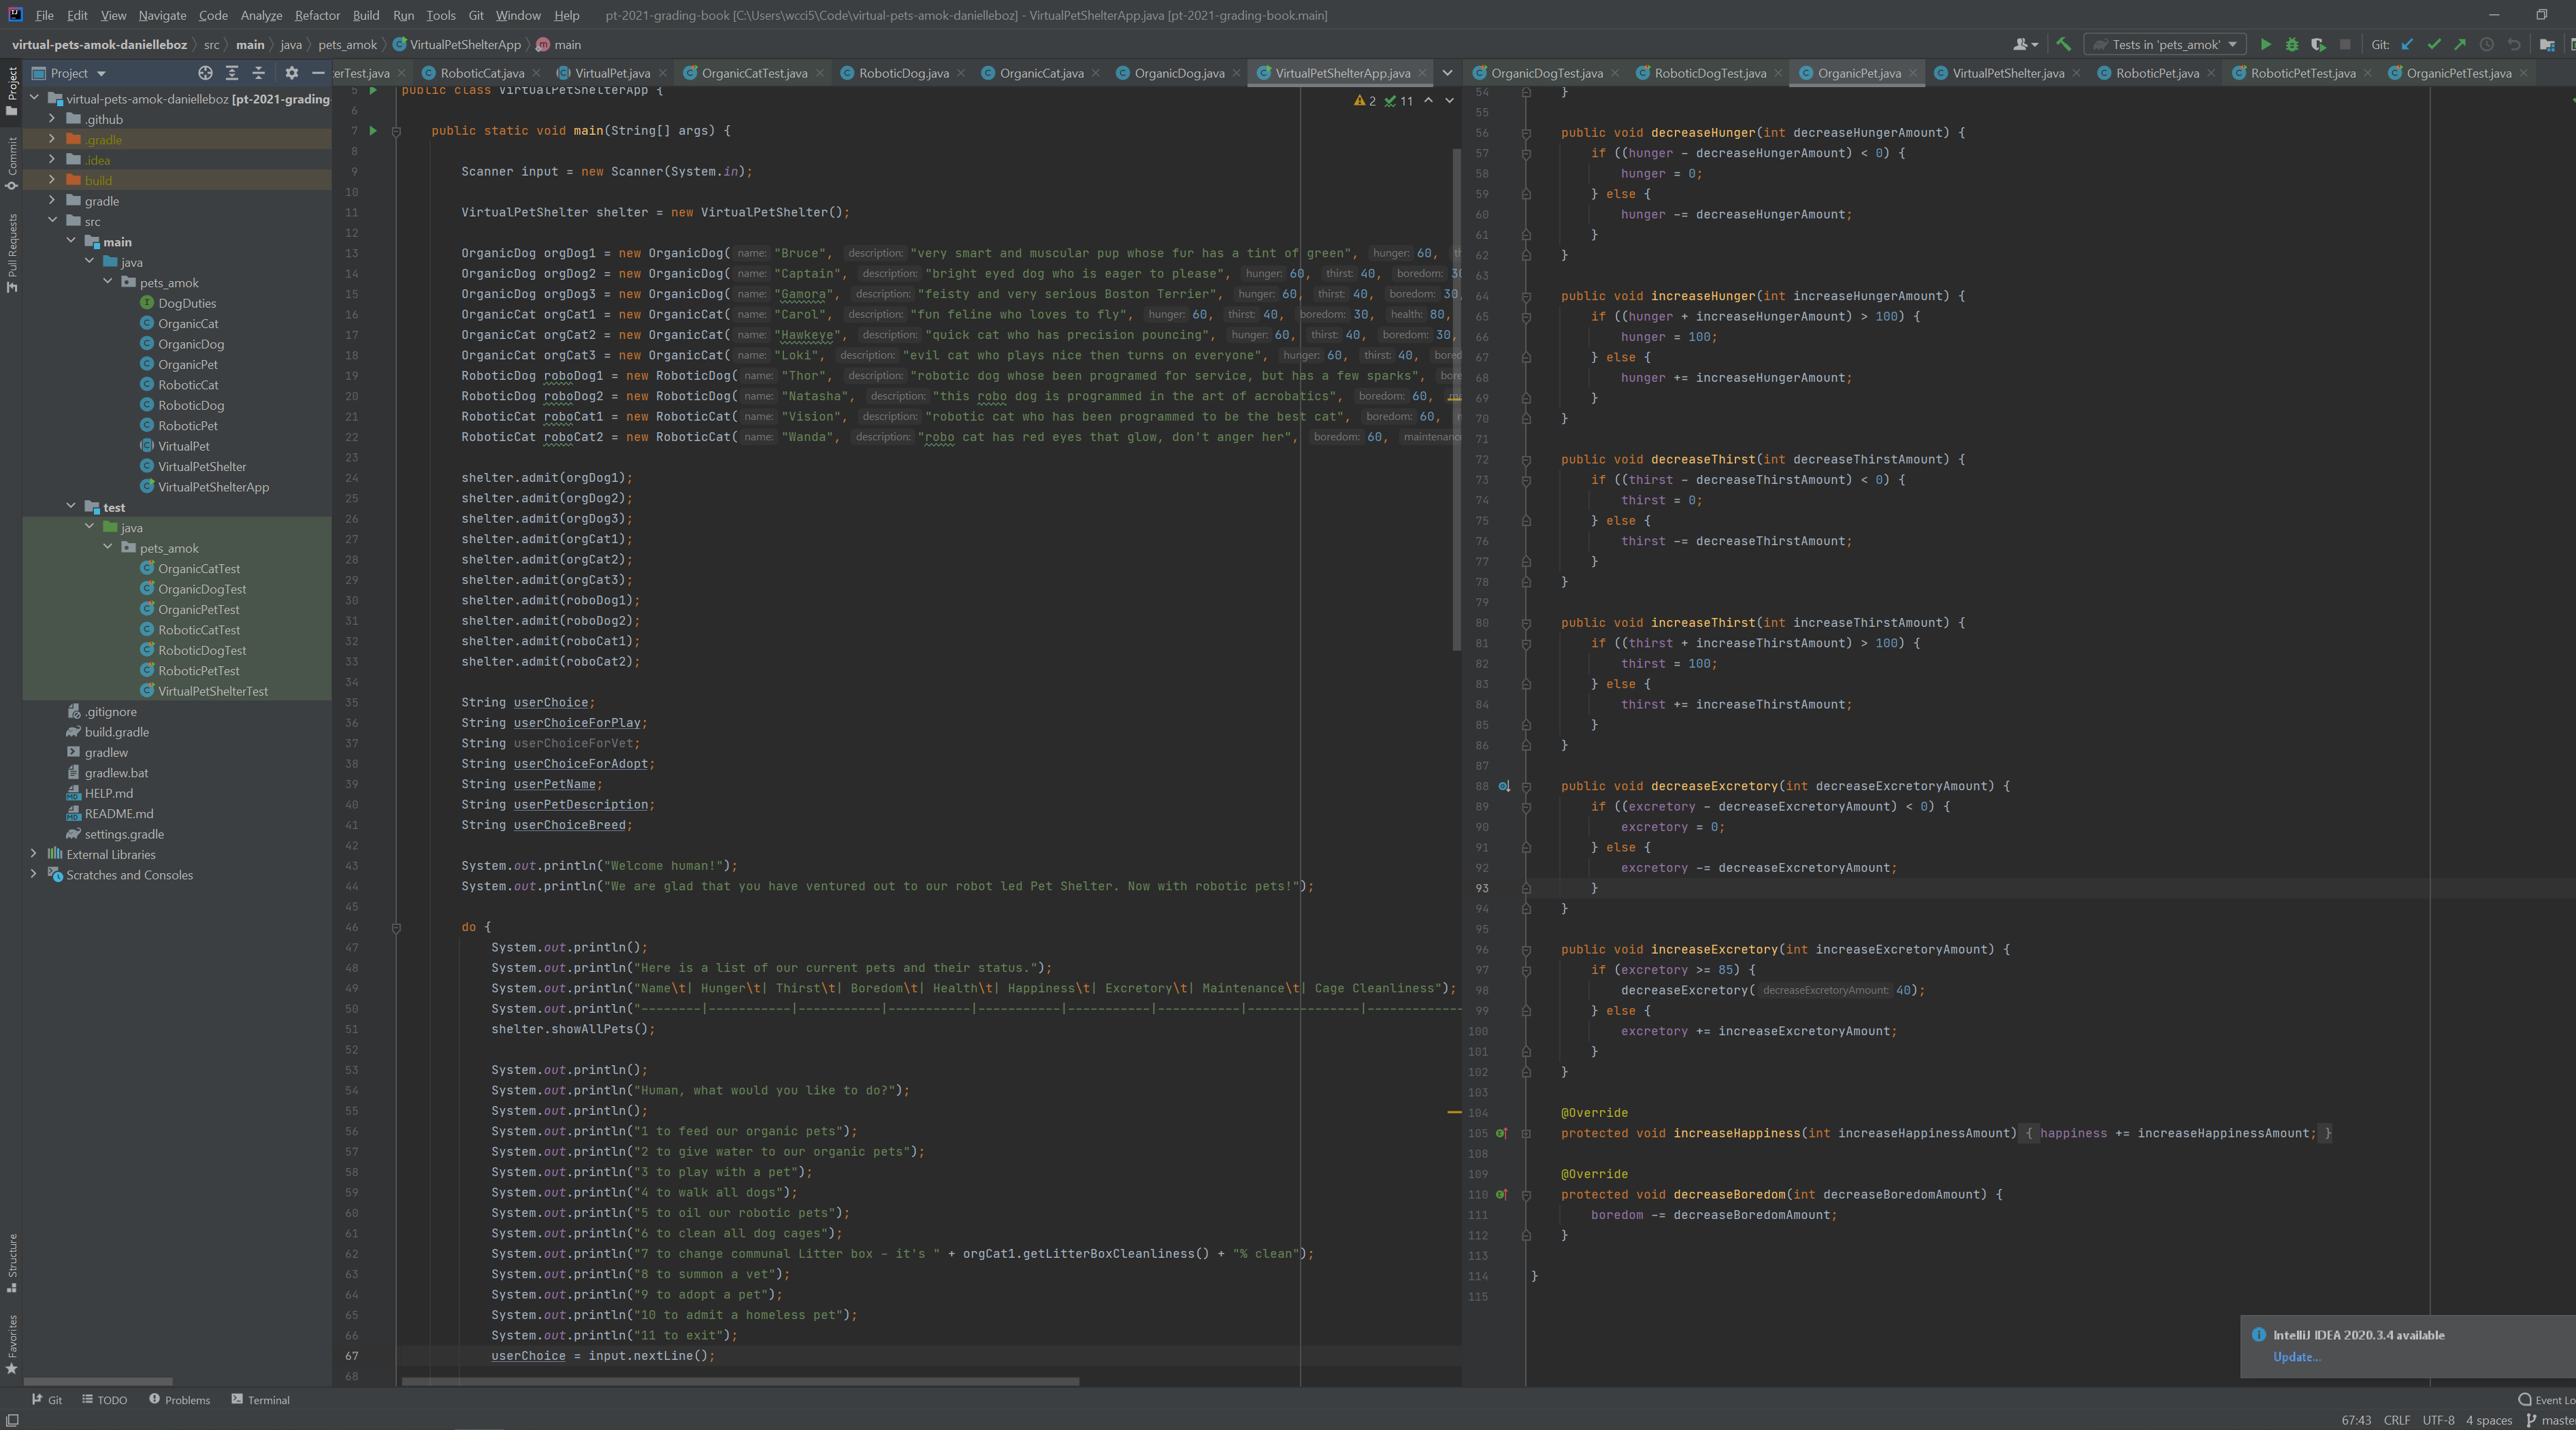 File Edit View Navigate Code Analyze Refactor Build Run Tools Git Window Help pt-2021-grading-book [C:\Users\wcci5\Code\virtual-pets-amok-danielleboz] - VirtualPetShelterApp.java [pt-2021-grading-book.main]
virtual-pets-amok-danielleboz src main java pets_amok VirtualPetShelterApp main
Tests in 'pets_amok' Git:
Project
Project
Commit
Pull Requests
Structure
Favorites
virtual-pets-amok-danielleboz [pt-2021-grading-
.github
.gradle
.idea
build
gradle
src
main
java
pets_amok
DogDuties
OrganicCat
OrganicDog
OrganicPet
RoboticCat
RoboticDog
RoboticPet
VirtualPet
VirtualPetShelter
VirtualPetShelterApp
test
java
pets_amok
OrganicCatTest
OrganicDogTest
OrganicPetTest
RoboticCatTest
RoboticDogTest
RoboticPetTest
VirtualPetShelterTest
.gitignore
build.gradle
gradlew
gradlew.bat
HELP.md
README.md
settings.gradle
External Libraries
Scratches and Consoles
erTest.java RoboticCat.java VirtualPet.java OrganicCatTest.java RoboticDog.java OrganicCat.java OrganicDog.java VirtualPetShelterApp.java
2 11
5 public class VirtualPetShelterApp {
6
7 public static void main(String[] args) {
8
9 Scanner input = new Scanner(System.in);
10
11 VirtualPetShelter shelter = new VirtualPetShelter();
12
13 OrganicDog orgDog1 = new OrganicDog( name: "Bruce", description: "very smart and muscular pup whose fur has a tint of green", hunger: 60, th
14 OrganicDog orgDog2 = new OrganicDog( name: "Captain", description: "bright eyed dog who is eager to please", hunger: 60, thirst: 40, boredom: 30
15 OrganicDog orgDog3 = new OrganicDog( name: "Gamora", description: "feisty and very serious Boston Terrier", hunger: 60, thirst: 40, boredom: 30,
16 OrganicCat orgCat1 = new OrganicCat( name: "Carol", description: "fun feline who loves to fly", hunger: 60, thirst: 40, boredom: 30, health: 80,
17 OrganicCat orgCat2 = new OrganicCat( name: "Hawkeye", description: "quick cat who has precision pouncing", hunger: 60, thirst: 40, boredom: 30,
18 OrganicCat orgCat3 = new OrganicCat( name: "Loki", description: "evil cat who plays nice then turns on everyone", hunger: 60, thirst: 40, bored
19 RoboticDog roboDog1 = new RoboticDog( name: "Thor", description: "robotic dog whose been programed for service, but has a few sparks", bore
20 RoboticDog roboDog2 = new RoboticDog( name: "Natasha", description: "this robo dog is programmed in the art of acrobatics", boredom: 60, ma
21 RoboticCat roboCat1 = new RoboticCat( name: "Vision", description: "robotic cat who has been programmed to be the best cat", boredom: 60,
22 RoboticCat roboCat2 = new RoboticCat( name: "Wanda", description: "robo cat has red eyes that glow, don't anger her", boredom: 60, maintenanc
23
24 shelter.admit(orgDog1);
25 shelter.admit(orgDog2);
26 shelter.admit(orgDog3);
27 shelter.admit(orgCat1);
28 shelter.admit(orgCat2);
29 shelter.admit(orgCat3);
30 shelter.admit(roboDog1);
31 shelter.admit(roboDog2);
32 shelter.admit(roboCat1);
33 shelter.admit(roboCat2);
34
35 String userChoice;
36 String userChoiceForPlay;
37 String userChoiceForVet;
38 String userChoiceForAdopt;
39 String userPetName;
40 String userPetDescription;
41 String userChoiceBreed;
42
43 System.out.println("Welcome human!");
44 System.out.println("We are glad that you have ventured out to our robot led Pet Shelter. Now with robotic pets!");
45
46 do {
47 System.out.println();
48 System.out.println("Here is a list of our current pets and their status.");
49 System.out.println("Name\t| Hunger\t| Thirst\t| Boredom\t| Health\t| Happiness\t| Excretory\t| Maintenance\t| Cage Cleanliness");
50 System.out.println("--------|-----------|-----------|-----------|-----------|-----------|-----------|--------------|-------------
51 shelter.showAllPets();
52
53 System.out.println();
54 System.out.println("Human, what would you like to do?");
55 System.out.println();
56 System.out.println("1 to feed our organic pets");
57 System.out.println("2 to give water to our organic pets");
58 System.out.println("3 to play with a pet");
59 System.out.println("4 to walk all dogs");
60 System.out.println("5 to oil our robotic pets");
61 System.out.println("6 to clean all dog cages");
62 System.out.println("7 to change communal Litter box - it's " + orgCat1.getLitterBoxCleanliness() + "% clean");
63 System.out.println("8 to summon a vet");
64 System.out.println("9 to adopt a pet");
65 System.out.println("10 to admit a homeless pet");
66 System.out.println("11 to exit");
67 userChoice = input.nextLine();
68
OrganicDogTest.java RoboticDogTest.java OrganicPet.java VirtualPetShelter.java RoboticPet.java RoboticPetTest.java OrganicPetTest.java
54 }
55
56 public void decreaseHunger(int decreaseHungerAmount) {
57 if ((hunger - decreaseHungerAmount) < 0) {
58 hunger = 0;
59 } else {
60 hunger -= decreaseHungerAmount;
61 }
62 }
63
64 public void increaseHunger(int increaseHungerAmount) {
65 if ((hunger + increaseHungerAmount) > 100) {
66 hunger = 100;
67 } else {
68 hunger += increaseHungerAmount;
69 }
70 }
71
72 public void decreaseThirst(int decreaseThirstAmount) {
73 if ((thirst - decreaseThirstAmount) < 0) {
74 thirst = 0;
75 } else {
76 thirst -= decreaseThirstAmount;
77 }
78 }
79
80 public void increaseThirst(int increaseThirstAmount) {
81 if ((thirst + increaseThirstAmount) > 100) {
82 thirst = 100;
83 } else {
84 thirst += increaseThirstAmount;
85 }
86 }
87
88 public void decreaseExcretory(int decreaseExcretoryAmount) {
89 if ((excretory - decreaseExcretoryAmount) < 0) {
90 excretory = 0;
91 } else {
92 excretory -= decreaseExcretoryAmount;
93 }
94 }
95
96 public void increaseExcretory(int increaseExcretoryAmount) {
97 if (excretory >= 85) {
98 decreaseExcretory( decreaseExcretoryAmount: 40);
99 } else {
100 excretory += increaseExcretoryAmount;
101 }
102 }
103
104 @Override
105 protected void increaseHappiness(int increaseHappinessAmount) { happiness += increaseHappinessAmount; }
108
109 @Override
110 protected void decreaseBoredom(int decreaseBoredomAmount) {
111 boredom -= decreaseBoredomAmount;
112 }
113
114 }
115
IntelliJ IDEA 2020.3.4 available
Update...
Git TODO Problems Terminal
Event Lo
67:43 CRLF UTF-8 4 spaces maste